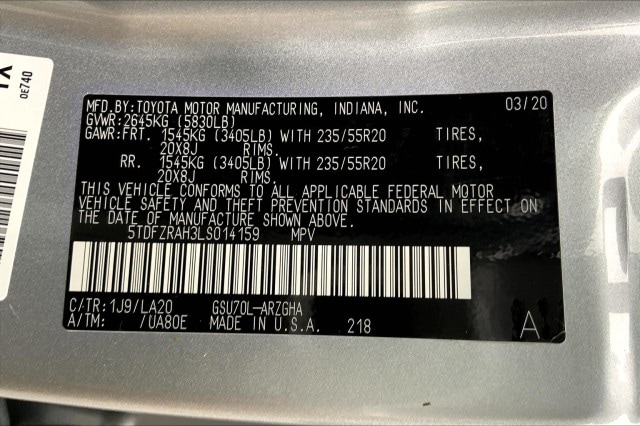 0E740
MFD.BY:TOYOTA MOTOR MANUFACTURING, INDIANA, INC. 03/20
GVWR:2645KG (5830LB)
GAWR:FRT. 1545KG (3405LB) WITH 235/55R20 TIRES,
20X8J RIMS.
RR. 1545KG (3405LB) WITH 235/55R20 TIRES,
20X8J RIMS.
THIS VEHICLE CONFORMS TO ALL APPLICABLE FEDERAL MOTOR
VEHICLE SAFETY AND THEFT PREVENTION STANDARDS IN EFFECT ON
THE DATE OF MANUFACTURE SHOWN ABOVE.
5TDFZRAH3LS014159 MPV
C/TR:1J9/LA20 GSU70L-ARZGHA
A/TM: /UA80E MADE IN U.S.A. 218 A